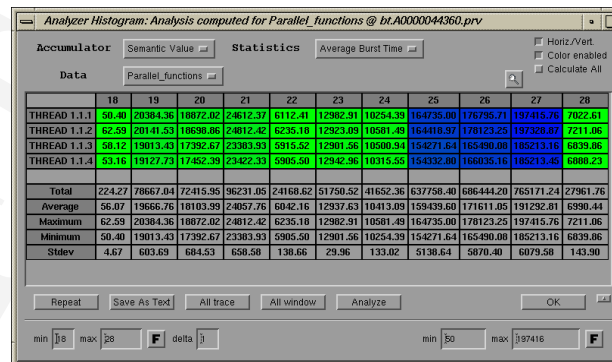 Analyzer Histogram: Analysis computed for Parallel_functions @ bt.A0000044360.prv
Accumulator Semantic Value Statistics Average Burst Time Horiz./Vert.
Color enabled
Data Parallel_functions Calculate All
18 19 20 21 22 23 24 25 26 27 28
THREAD 1.1.1 50.40 20384.36 18872.02 24612.37 6112.41 12982.91 10254.39 164735.00 176795.71 197415.76 7022.61
THREAD 1.1.2 62.59 20141.53 18698.86 24812.42 6235.18 12923.09 10581.49 164418.97 178123.25 197328.87 7211.06
THREAD 1.1.3 58.12 19013.43 17392.67 23383.93 5915.52 12901.56 10500.94 154271.64 165490.08 185213.16 6839.86
THREAD 1.1.4 53.16 19127.73 17452.39 23422.33 5905.50 12942.96 10315.55 154332.80 166035.16 185213.45 6888.23
Total 224.27 78667.04 72415.95 96231.05 24168.62 51750.52 41652.36 637758.40 686444.20 765171.24 27961.76
Average 56.07 19666.76 18103.99 24057.76 6042.16 12937.63 10413.09 159439.60 171611.05 191292.81 6990.44
Maximum 62.59 20384.36 18872.02 24812.42 6235.18 12982.91 10581.49 164735.00 178123.25 197415.76 7211.06
Minimum 50.40 19013.43 17392.67 23383.93 5905.50 12901.56 10254.39 154271.64 165490.08 185213.16 6839.86
Stdev 4.67 603.69 684.53 658.58 138.66 29.96 133.02 5138.64 5870.40 6079.58 143.90
Repeat Save As Text All trace All window Analyze OK
min 18 max 28 F delta 1 min 50 max 197416 F